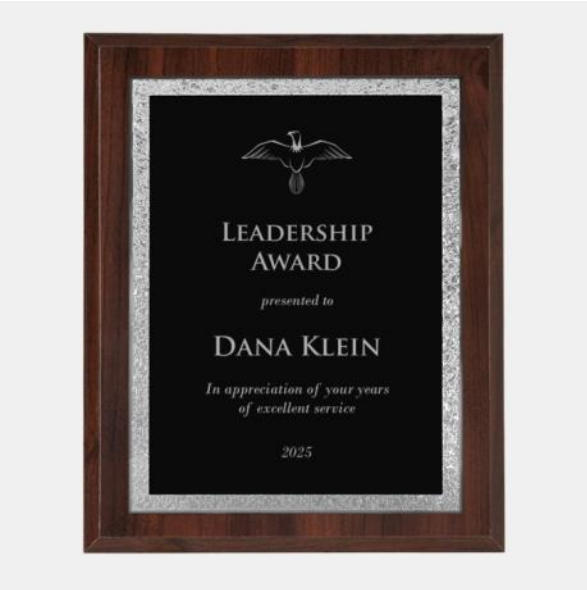 LEADERSHIP
AWARD
presented to
DANA KLEIN
In appreciation of your years
of excellent service
2025